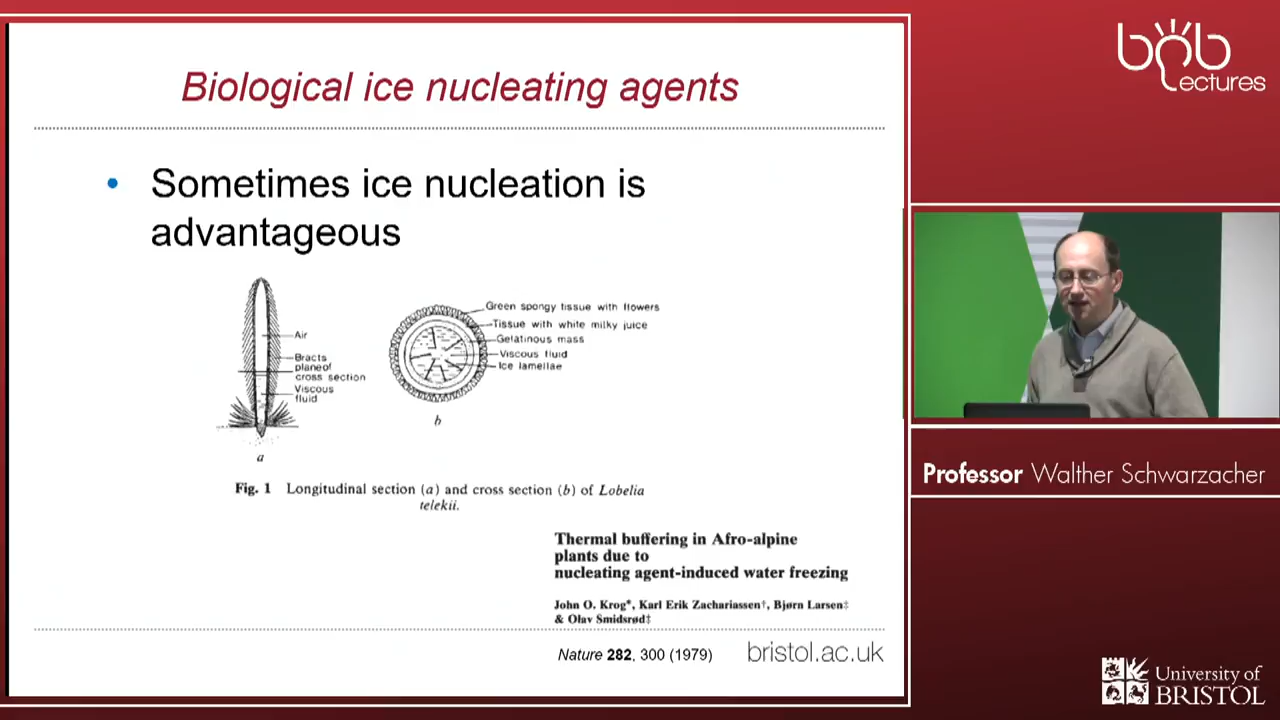 Biological ice nucleating agents
• Sometimes ice nucleation is
advantageous
Air
Bracts
plane of
cross section
Viscous
fluid
a
Green spongy tissue with flowers
Tissue with white milky juice
Gelatinous mass
Viscous fluid
Ice lamellae
b
Fig. 1 Longitudinal section (a) and cross section (b) of Lobelia
telekii.
Thermal buffering in Afro-alpine
plants due to
nucleating agent-induced water freezing
John O. Krog*, Karl Erik Zachariassen†, Bjørn Larsen‡
& Olav Smidsrød‡
Nature 282, 300 (1979)
bristol.ac.uk
bnb
Lectures
Professor Walther Schwarzacher
University of
BRISTOL